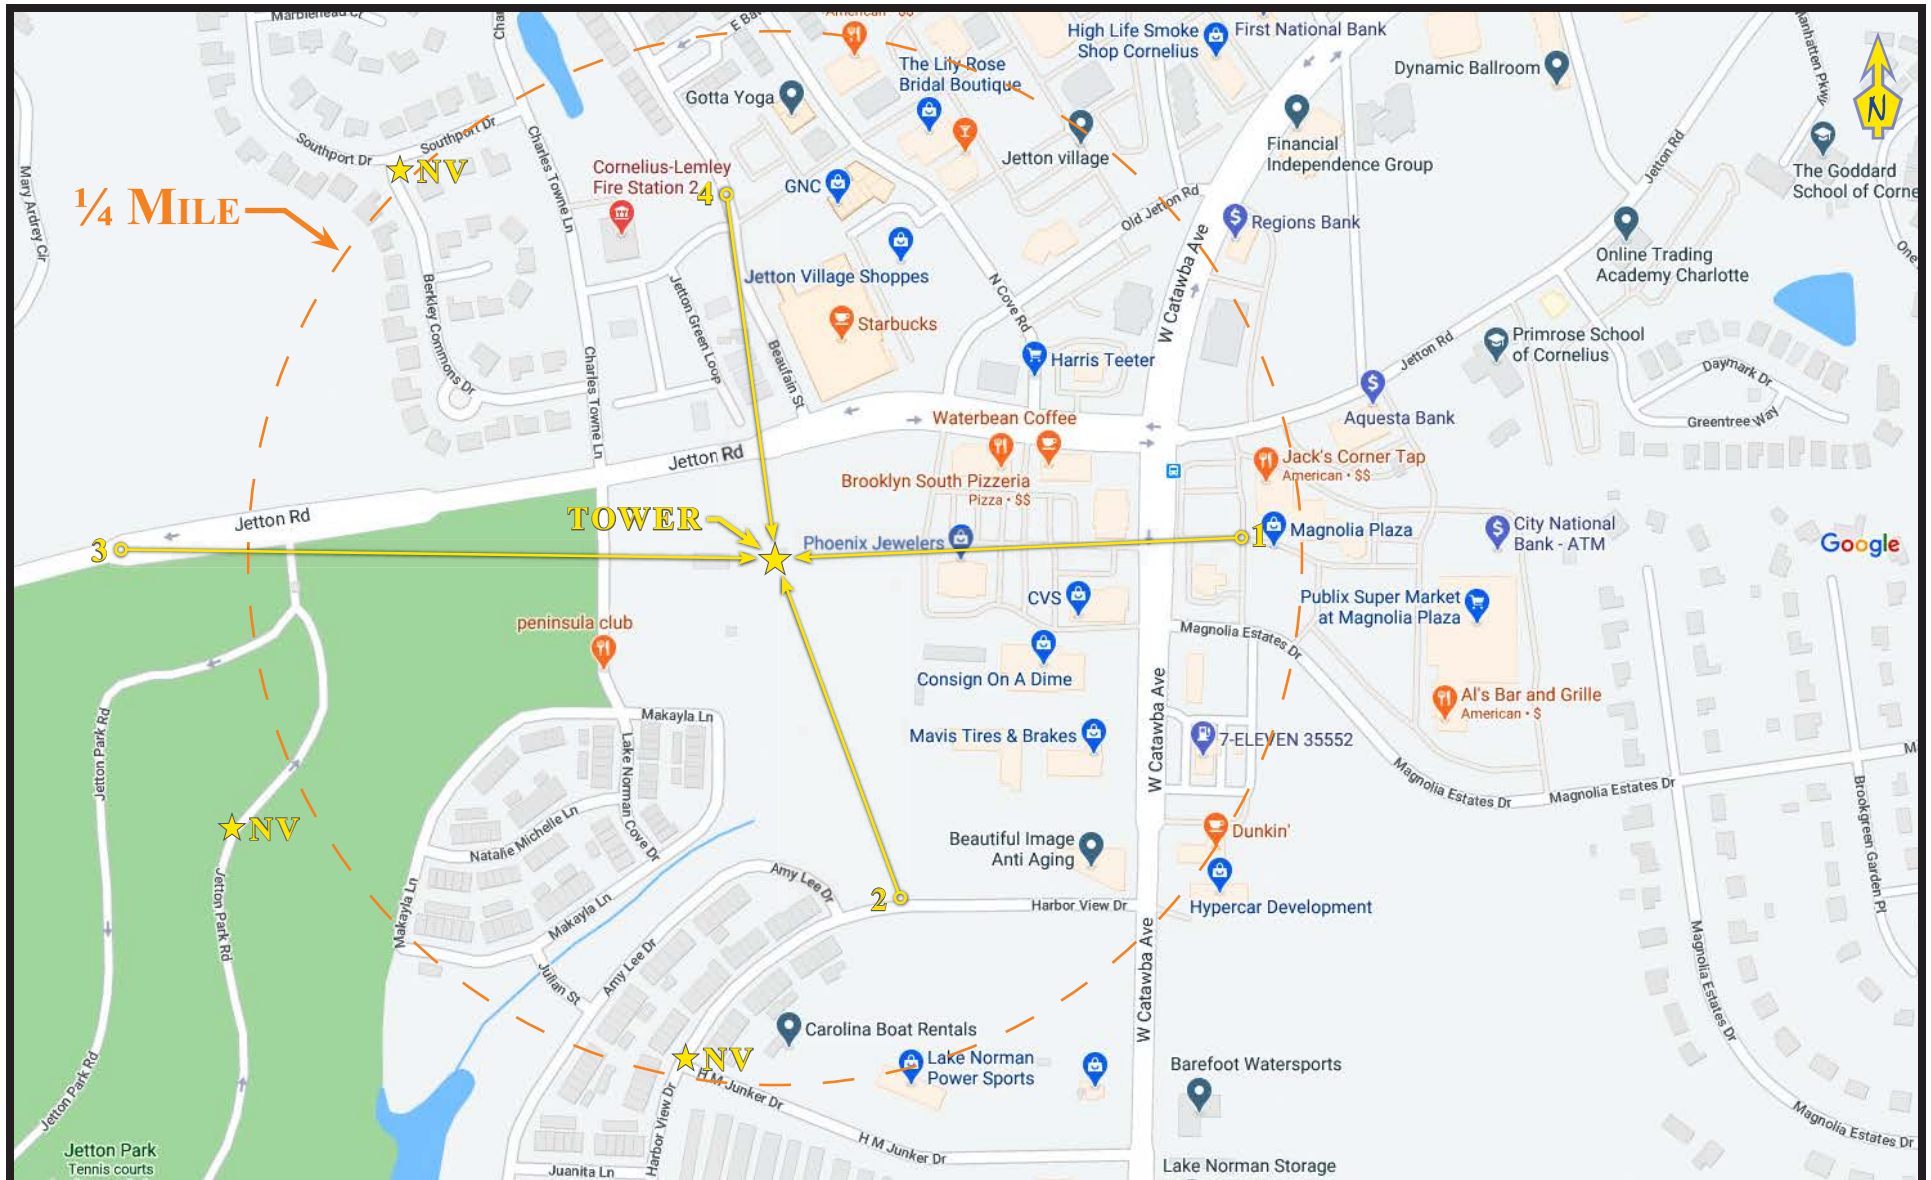 Marblehead Ct
Cha
E Ba
American · $$
High Life Smoke
Shop Cornelius
First National Bank
Dynamic Ballroom
Manhatten Pkwy
N
The Lily Rose
Bridal Boutique
Gotta Yoga
Southport Dr
Southport Dr
NV
Charles Towne Ln
Cornelius-Lemley
Fire Station 2
4
GNC
Jetton village
Financial
Independence Group
Jetton Rd
The Goddard
School of Corne
Mary Ardrey Cir
1/4 MILE
Old Jetton Rd
Regions Bank
Online Trading
Academy Charlotte
One
Jetton Village Shoppes
Berkley Commons Dr
Jetton Green Loop
N Cove Rd
W Catawba Ave
Starbucks
Beaufain St
Charles Towne Ln
Harris Teeter
Jetton Rd
Primrose School
of Cornelius
Daymark Dr
Greentree Way
Aquesta Bank
Waterbean Coffee
Jetton Rd
Brooklyn South Pizzeria
Pizza · $$
Jack's Corner Tap
American · $$
Jetton Rd
TOWER
3
Phoenix Jewelers
1
Magnolia Plaza
City National
Bank - ATM
Google
CVS
Publix Super Market
at Magnolia Plaza
peninsula club
Magnolia Estates Dr
Consign On A Dime
Al's Bar and Grille
American · $
Makayla Ln
W Catawba Ave
Mavis Tires & Brakes
7-ELEVEN 35552
Jetton Park Rd
Lake Norman Cove Dr
Magnolia Estates Dr
Magnolia Estates Dr
M
NV
Natalie Michelle Ln
Dunkin'
Brookgreen Garden Pl
Beautiful Image
Anti Aging
Amy Lee Dr
2
Harbor View Dr
Hypercar Development
Jetton Park Rd
Makayla Ln
Makayla Ln
Amy Lee Dr
Julian St
W Catawba Ave
Magnolia Estates Dr
Carolina Boat Rentals
NV
Lake Norman
Power Sports
Barefoot Watersports
Jetton Park Rd
H M Junker Dr
Harbor View Dr
H M Junker Dr
Magnolia Estates Dr
Jetton Park
Tennis courts
Juanita Ln
Lake Norman Storage